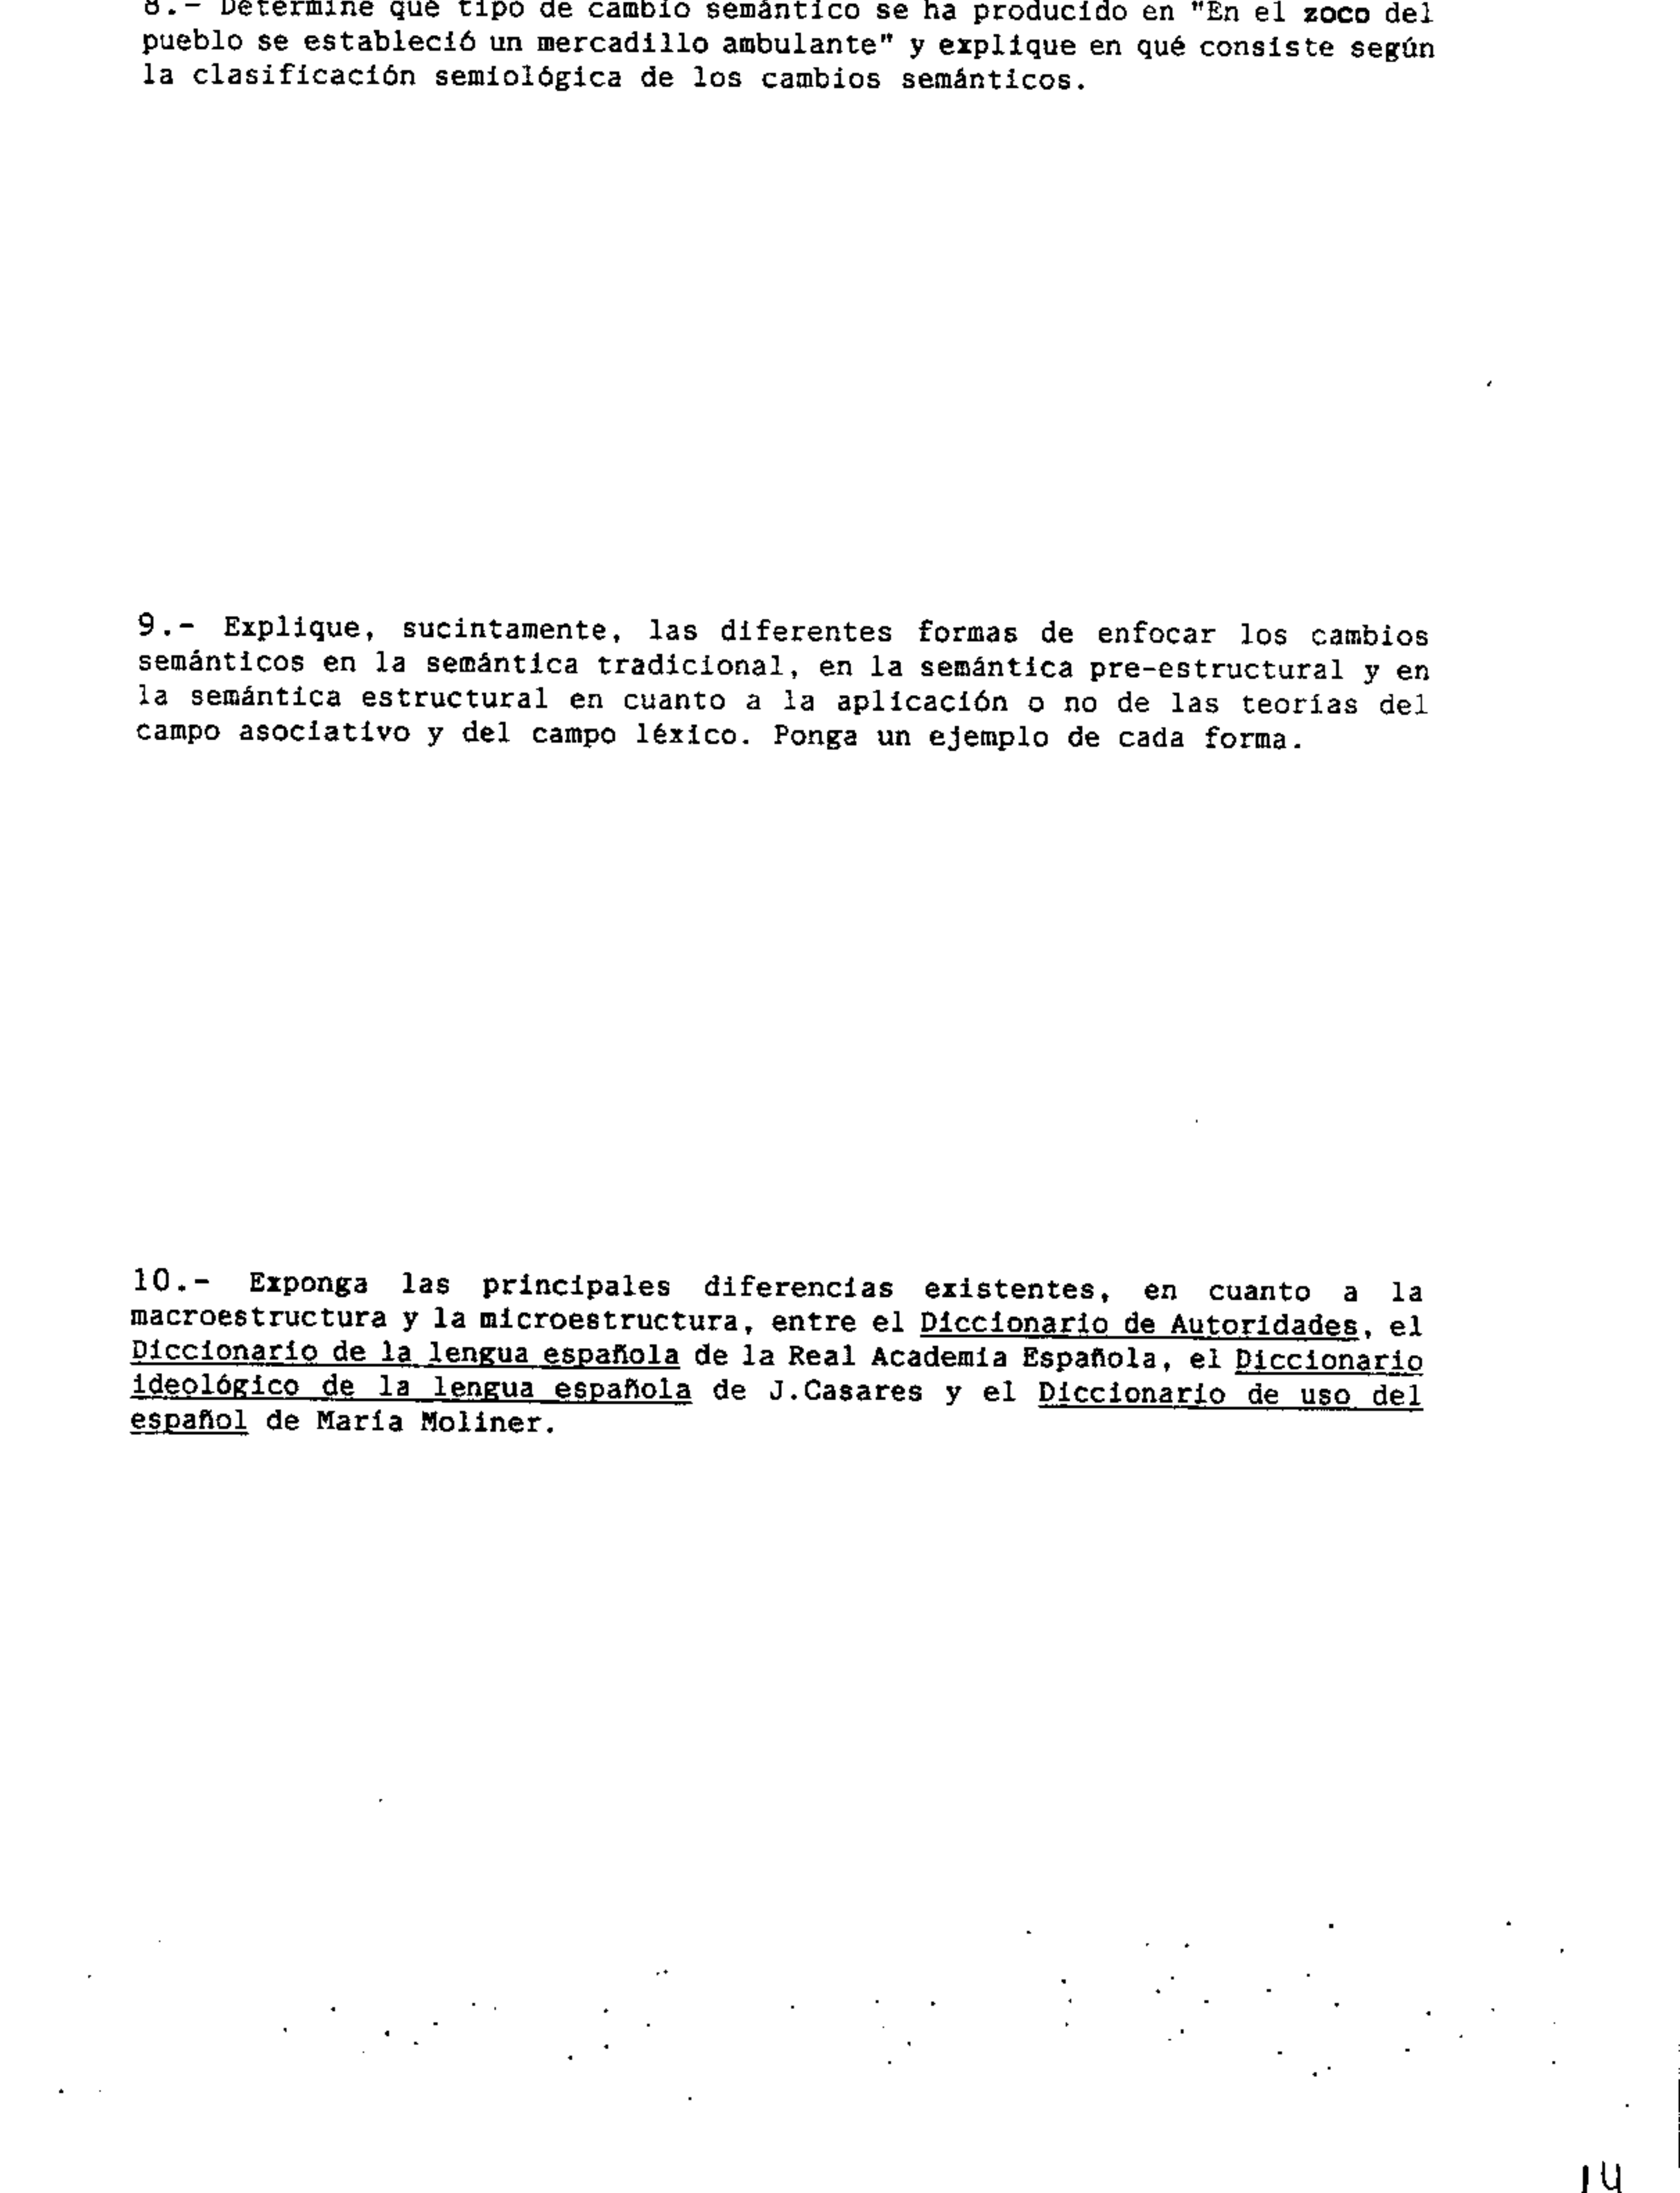 8.- Determine qué tipo de cambio semántico se ha producido en "En el zoco del
pueblo se estableció un mercadillo ambulante" y explique en qué consiste según
la clasificación semiológica de los cambios semánticos.
9.- Explique, sucintamente, las diferentes formas de enfocar los cambios
semánticos en la semántica tradicional, en la semántica pre-estructural y en
la semántica estructural en cuanto a la aplicación o no de las teorías del
campo asociativo y del campo léxico. Ponga un ejemplo de cada forma.
10.- Exponga las principales diferencias existentes, en cuanto a la
macroestructura y la microestructura, entre el Diccionario de Autoridades, el
Diccionario de la lengua española de la Real Academia Española, el Diccionario
ideológico de la lengua española de J.Casares y el Diccionario de uso del
español de María Moliner.
14